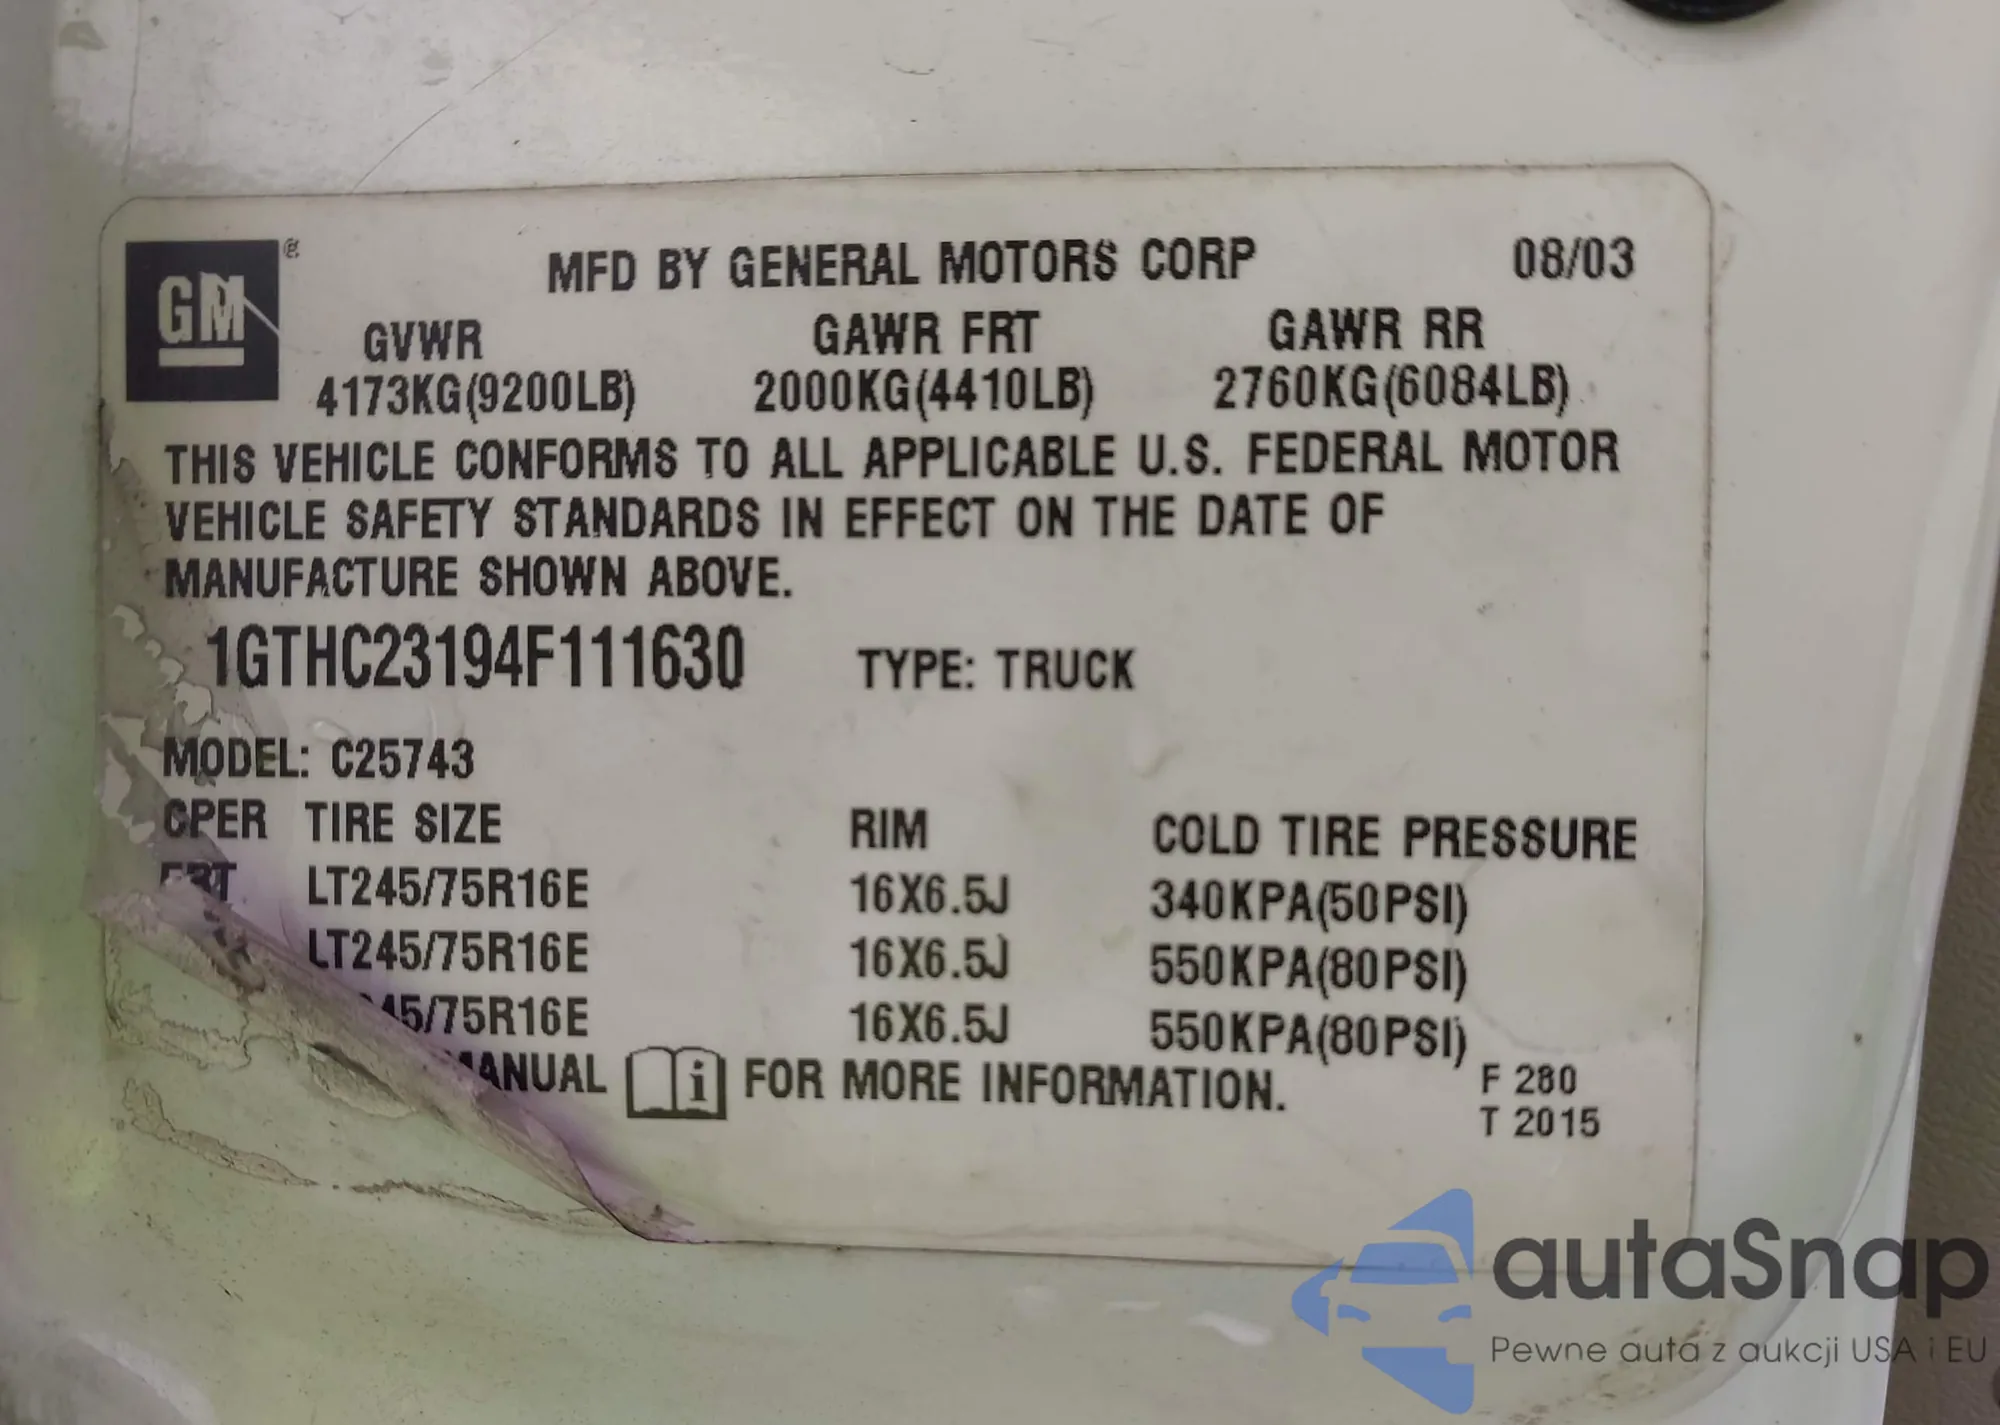 GM ®
MFD BY GENERAL MOTORS CORP 08/03
GVWR GAWR FRT GAWR RR
4173KG(9200LB) 2000KG(4410LB) 2760KG(6084LB)
THIS VEHICLE CONFORMS TO ALL APPLICABLE U.S. FEDERAL MOTOR
VEHICLE SAFETY STANDARDS IN EFFECT ON THE DATE OF
MANUFACTURE SHOWN ABOVE.
1GTHC23194F111630 TYPE: TRUCK
MODEL: C25743
CPER TIRE SIZE RIM COLD TIRE PRESSURE
FRT LT245/75R16E 16X6.5J 340KPA(50PSI)
LT245/75R16E 16X6.5J 550KPA(80PSI)
45/75R16E 16X6.5J 550KPA(80PSI)
MANUAL i FOR MORE INFORMATION.
F 280
T 2015
autaSnap
Pewne auta z aukcji USA i EU